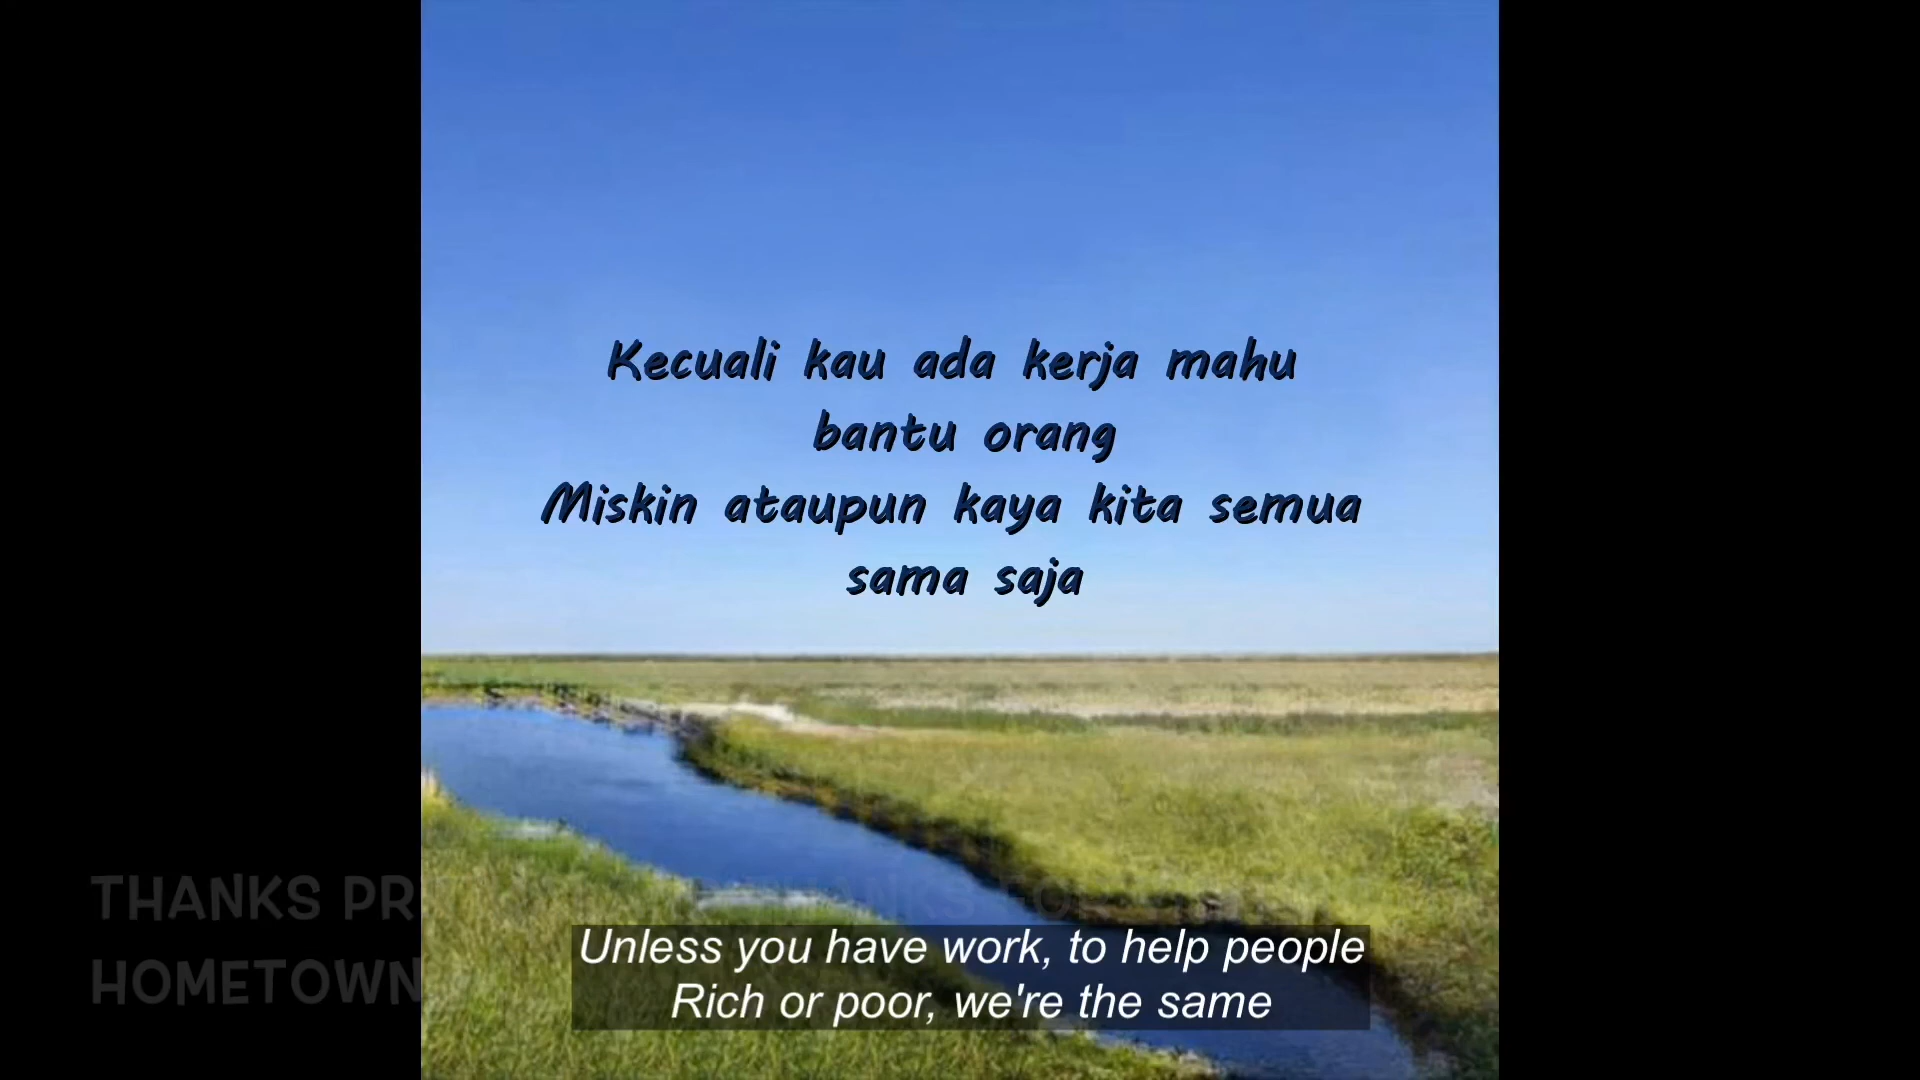 Kecuali kau ada kerja mahu
bantu orang
Miskin ataupun kaya kita semua
sama saja
THANKS PR
HOMETOWN
Unless you have work, to help people
Rich or poor, we're the same